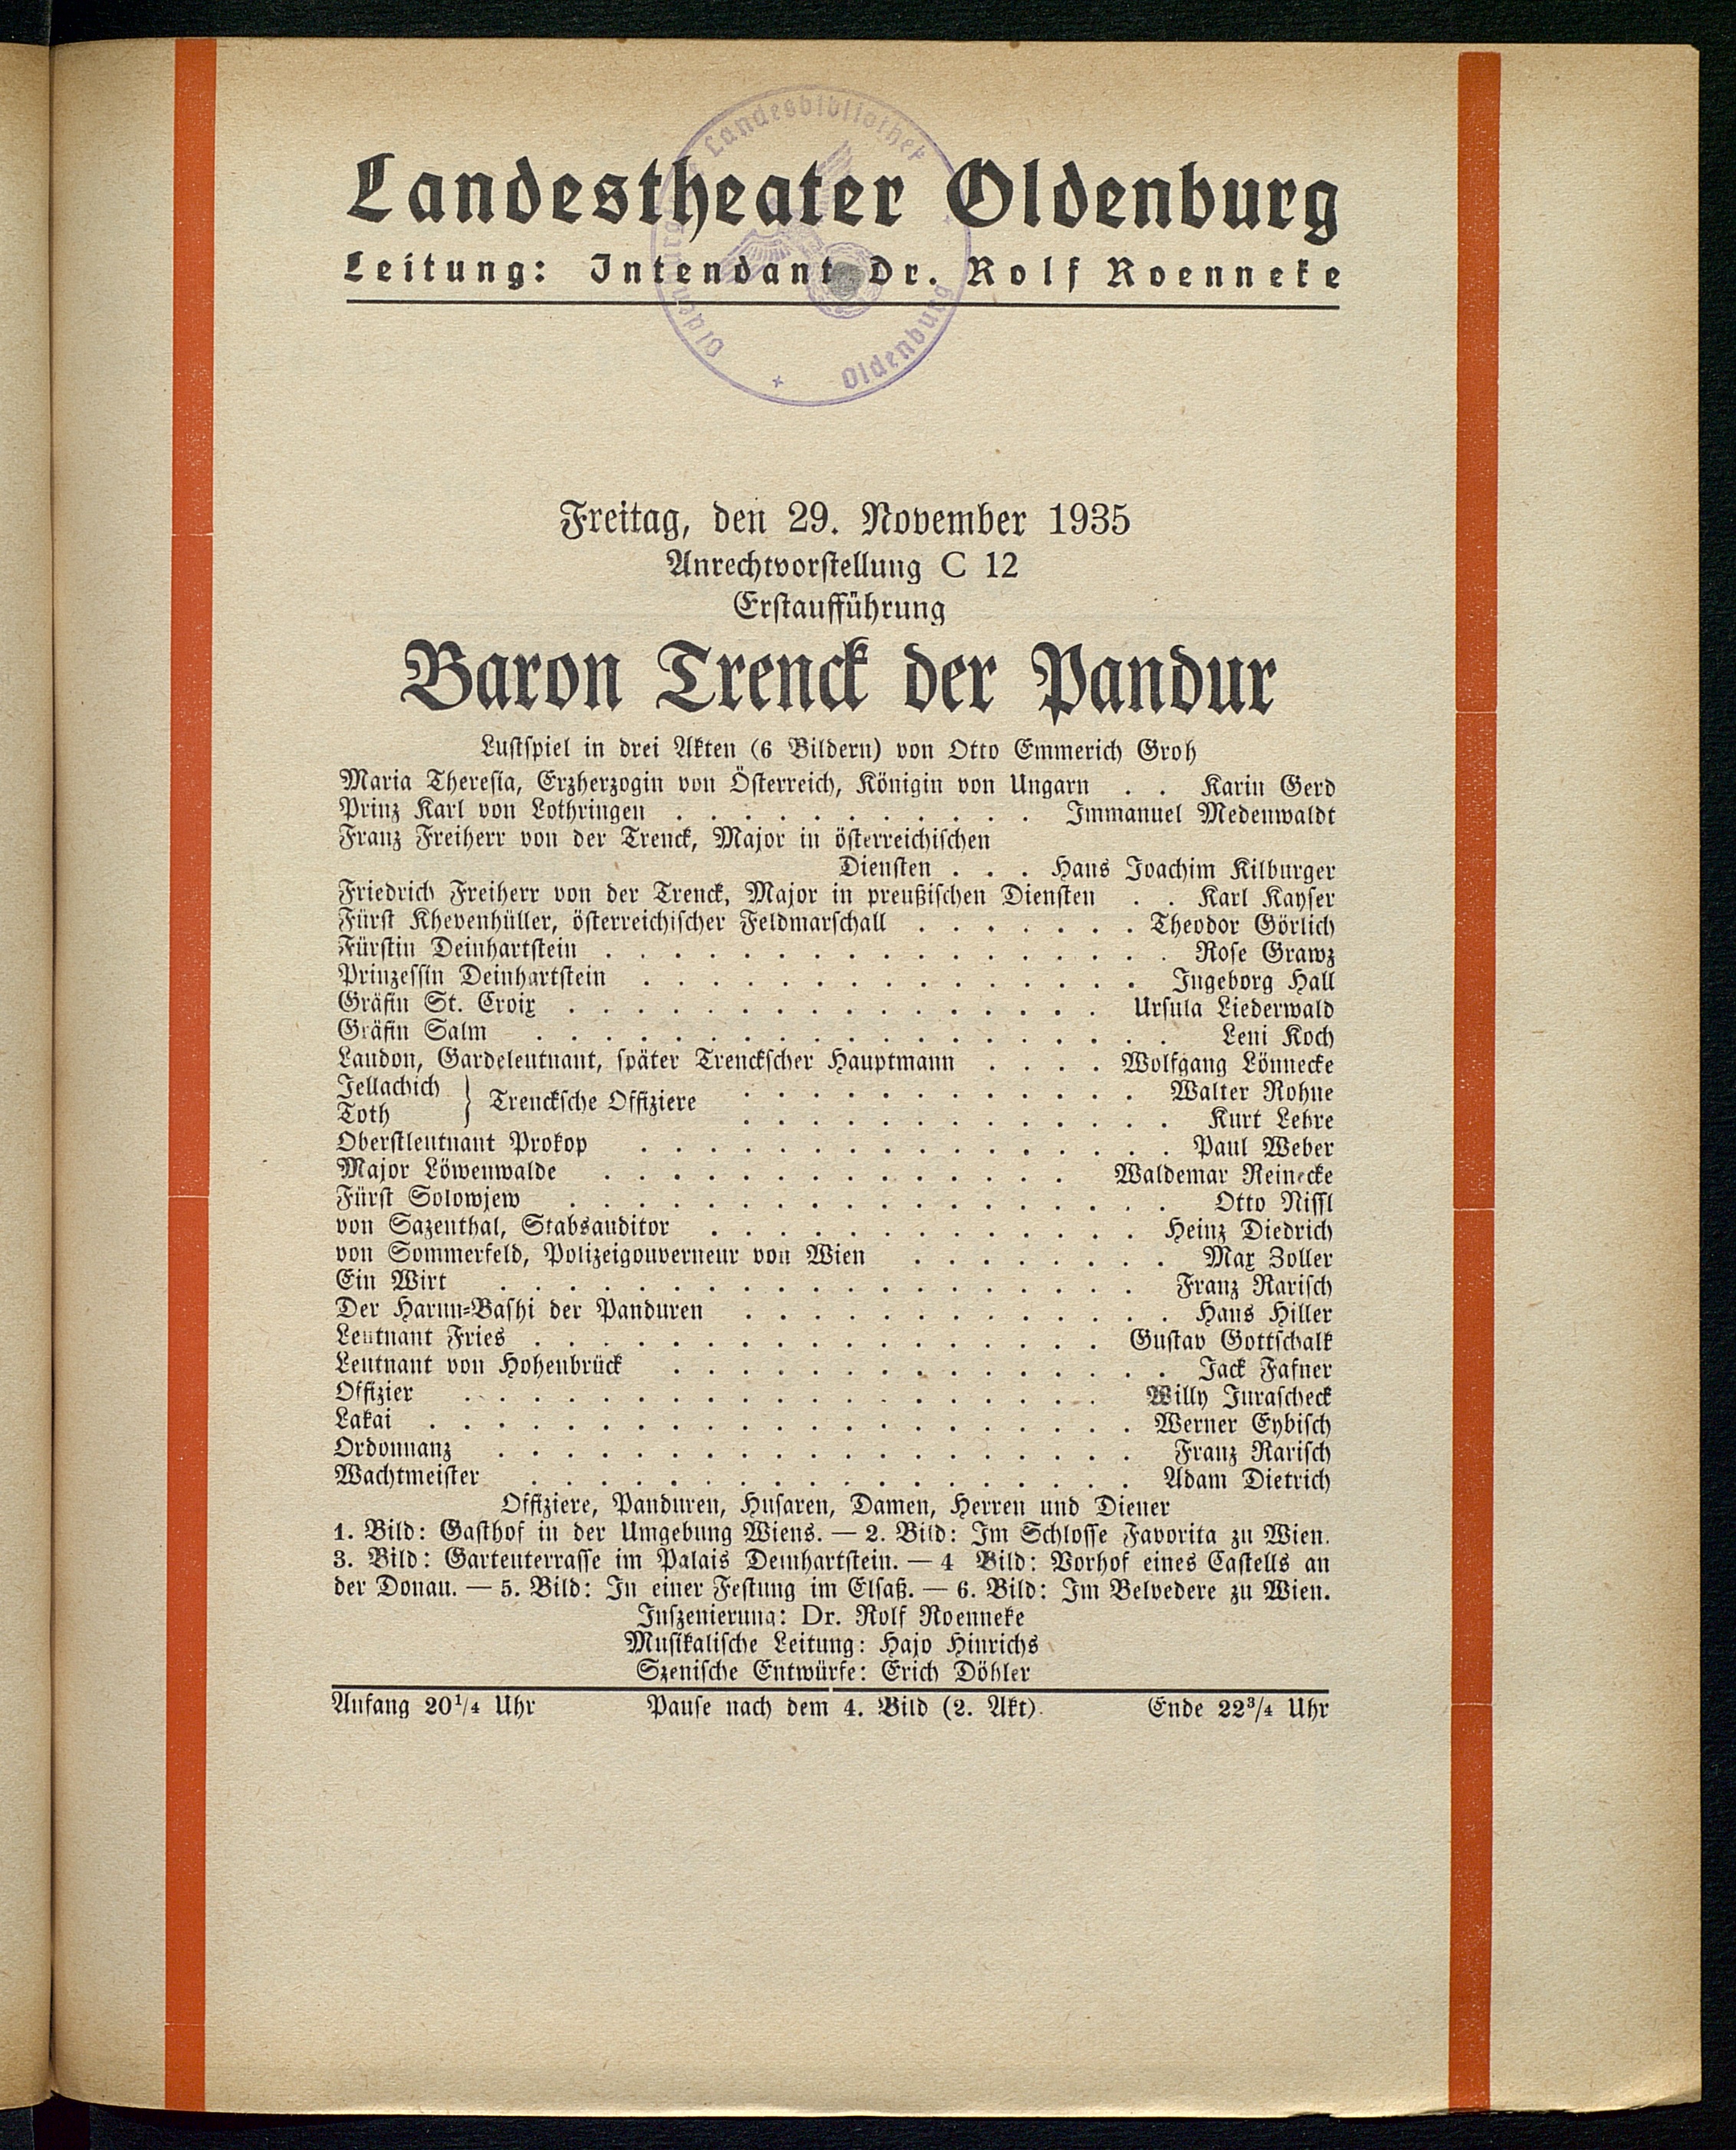 Oldenburg Landesbibliothek
Oldenburg
Landestheater Oldenburg
Leitung: Intendant Dr. Rolf Roenneke
Freitag, den 29. November 1935
Anrechtvorstellung C 12
Erstaufführung
Baron Trenck der Pandur
Lustspiel in drei Akten (6 Bildern) von Otto Emmerich Groh
Maria Theresia, Erzherzogin von Österreich, Königin von Ungarn . . Karin Gerd
Prinz Karl von Lothringen . . . . . . . . . . . Immanuel Medenwaldt
Franz Freiherr von der Trenck, Major in österreichischen
Diensten . . . Hans Joachim Kilburger
Friedrich Freiherr von der Trenck, Major in preußischen Diensten . . Karl Kayser
Fürst Khevenhüller, österreichischer Feldmarschall . . . . . . . Theodor Görlich
Fürstin Deinhartstein . . . . . . . . . . . . . . . . . Rose Grawz
Prinzessin Deinhartstein . . . . . . . . . . . . . . . Ingeborg Hall
Gräfin St. Croix . . . . . . . . . . . . . . . . Ursula Liederwald
Gräfin Salm . . . . . . . . . . . . . . . . . . . Leni Koch
Laudon, Gardeleutnant, später Trenckscher Hauptmann . . . . Wolfgang Lönnecke
Jellachich } Trencksche Offiziere . . . . . . . . . . . . Walter Rohne
Toth . . . . . . . . . . . . . Kurt Lehre
Oberstleutnant Prokop . . . . . . . . . . . . . . . . Paul Weber
Major Löwenwalde . . . . . . . . . . . . . . Waldemar Reinecke
Fürst Solowjew . . . . . . . . . . . . . . . . . . Otto Niffl
von Sazenthal, Stabsauditor . . . . . . . . . . . . . Heinz Diedrich
von Sommerfeld, Polizeigouverneur von Wien . . . . . . . . Max Zoller
Ein Wirt . . . . . . . . . . . . . . . . . . . Franz Rarisch
Der Harun-Bashi der Panduren . . . . . . . . . . . . . Hans Hiller
Leutnant Fries . . . . . . . . . . . . . . . . . Gustav Gottschalk
Leutnant von Hohenbrück . . . . . . . . . . . . . . . Jack Fafner
Offizier . . . . . . . . . . . . . . . . . . . Willy Jurascheck
Lakai . . . . . . . . . . . . . . . . . . . . . Werner Eybisch
Ordonnanz . . . . . . . . . . . . . . . . . . . Franz Rarisch
Wachtmeister . . . . . . . . . . . . . . . . . . Adam Dietrich
Offiziere, Panduren, Husaren, Damen, Herren und Diener
1. Bild: Gasthof in der Umgebung Wiens. — 2. Bild: Im Schlosse Favorita zu Wien.
3. Bild: Gartenterrasse im Palais Deinhartstein. — 4 Bild: Vorhof eines Castells an
der Donau. — 5. Bild: In einer Festung im Elsaß. — 6. Bild: Im Belvedere zu Wien.
Inszenierung: Dr. Rolf Roenneke
Musikalische Leitung: Hajo Hinrichs
Szenische Entwürfe: Erich Döhler
Anfang 20¹/₄ Uhr Pause nach dem 4. Bild (2. Akt). Ende 22³/₄ Uhr